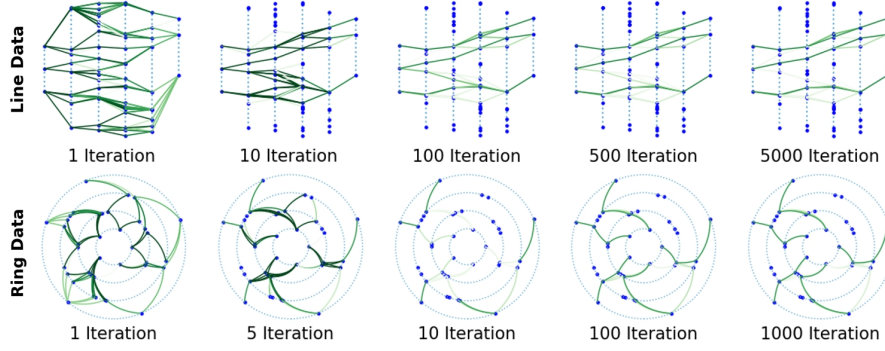 Line Data
1 Iteration
10 Iteration
100 Iteration
500 Iteration
5000 Iteration
Ring Data
1 Iteration
5 Iteration
10 Iteration
100 Iteration
1000 Iteration